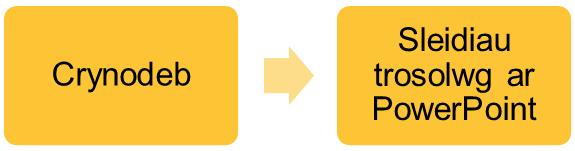 Crynodeb
Sleidiau
trosolwg ar
PowerPoint